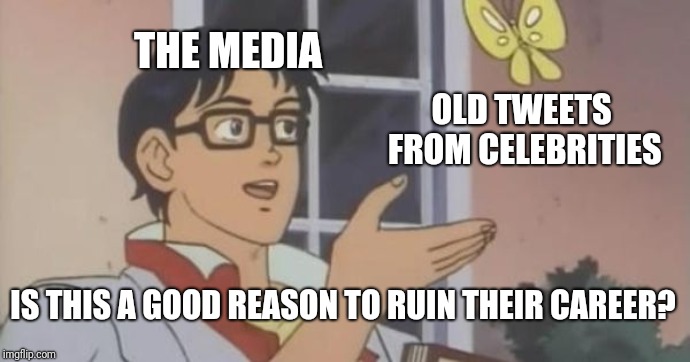 THE MEDIA
OLD TWEETS
FROM CELEBRITIES
IS THIS A GOOD REASON TO RUIN THEIR CAREER?
imgflip.com